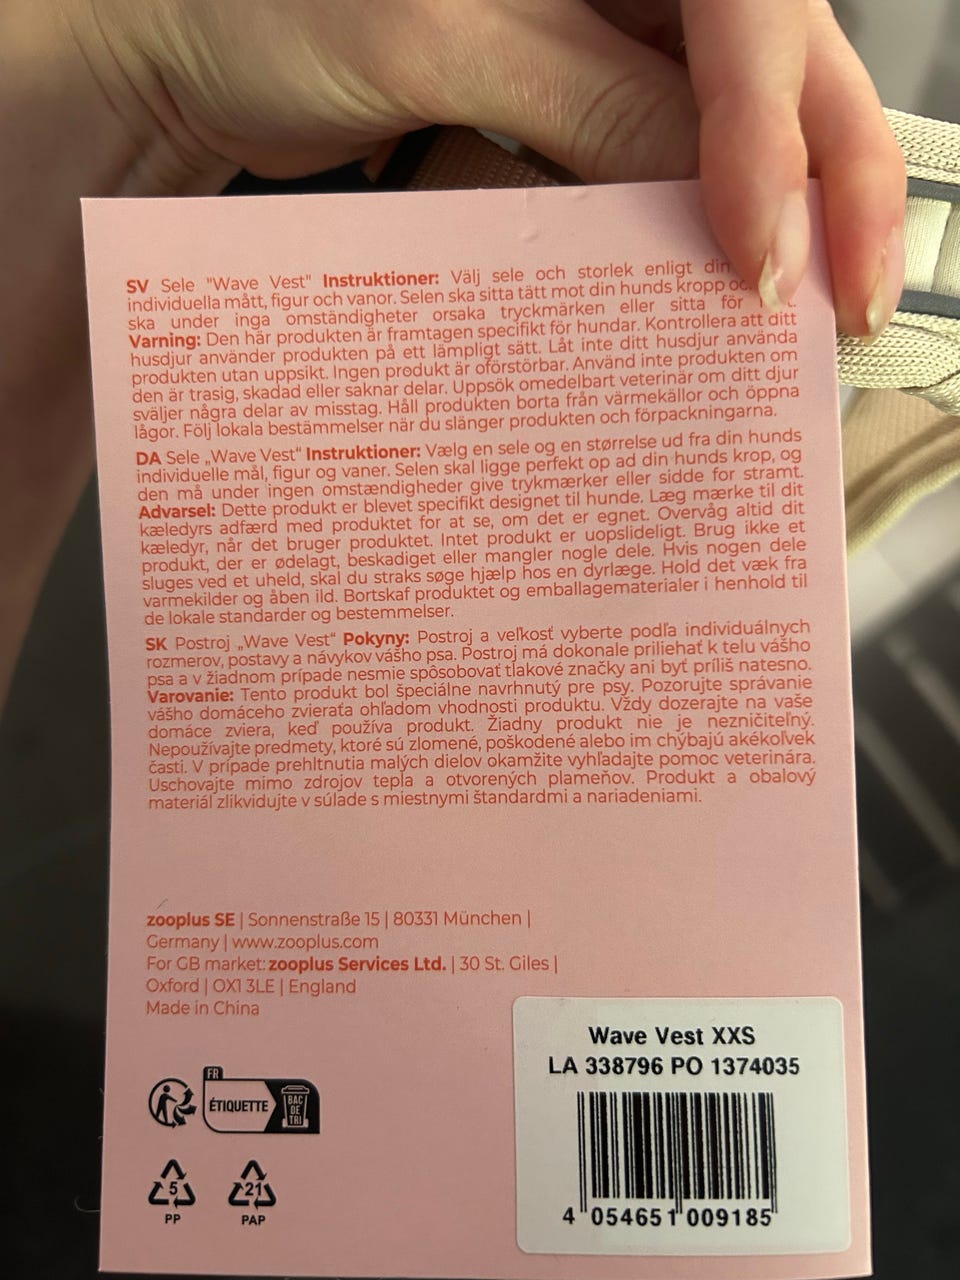 SV Sele "Wave Vest" Instruktioner: Välj sele och storlek enligt din
individuella mått, figur och vanor. Selen ska sitta tätt mot din hunds kropp
ska under inga omständigheter orsaka tryckmärken eller sitta för
Varning: Den här produkten är framtagen specifikt för hundar. Kontrollera att ditt
husdjur använder produkten på ett lämpligt sätt. Låt inte ditt husdjur använda
produkten utan uppsikt. Ingen produkt är oförstörbar. Använd inte produkten om
den är trasig, skadad eller saknar delar. Uppsök omedelbart veterinär om ditt djur
sväljer några delar av misstag. Håll produkten borta från värmekällor och öppna
lågor. Följ lokala bestämmelser när du slänger produkten och förpackningarna.
DA Sele „Wave Vest“ Instruktioner: Vælg en sele og en størrelse ud fra din hunds
individuelle mål, figur og vaner. Selen skal ligge perfekt op ad din hunds krop, og
den må under ingen omstændigheder give trykmærker eller sidde for stramt.
Advarsel: Dette produkt er blevet specifikt designet til hunde. Læg mærke til dit
kæledyrs adfærd med produktet for at se, om det er egnet. Overvåg altid dit
kæledyr, når det bruger produktet. Intet produkt er uopslideligt. Brug ikke et
produkt, der er ødelagt, beskadiget eller mangler nogle dele. Hvis nogen dele
sluges ved et uheld, skal du straks søge hjælp hos en dyrlæge. Hold det væk fra
varmekilder og åben ild. Bortskaf produktet og emballagematerialer i henhold til
de lokale standarder og bestemmelser.
SK Postroj „Wave Vest“ Pokyny: Postroj a veľkosť vyberte podľa individuálnych
rozmerov, postavy a návykov vášho psa. Postroj má dokonale priliehať k telu vášho
psa a v žiadnom prípade nesmie spôsobovať tlakové značky ani byť príliš natesno.
Varovanie: Tento produkt bol špeciálne navrhnutý pre psy. Pozorujte správanie
vášho domáceho zvieraťa ohľadom vhodnosti produktu. Vždy dozerajte na vaše
domáce zviera, keď používa produkt. Žiadny produkt nie je nezničiteľný.
Nepoužívajte predmety, ktoré sú zlomené, poškodené alebo im chýbajú akékoľvek
časti. V prípade prehltnutia malých dielov okamžite vyhľadajte pomoc veterinára.
Uschovajte mimo zdrojov tepla a otvorených plameňov. Produkt a obalový
materiál zlikvidujte v súlade s miestnymi štandardmi a nariadeniami.
zooplus SE | Sonnenstraße 15 | 80331 München |
Germany | www.zooplus.com
For GB market: zooplus Services Ltd. | 30 St. Giles |
Oxford | OX1 3LE | England
Made in China
FR
ÉTIQUETTE
BAC
DE
TRI
5
PP
21
PAP
Wave Vest XXS
LA 338796 PO 1374035
4 054651 009185